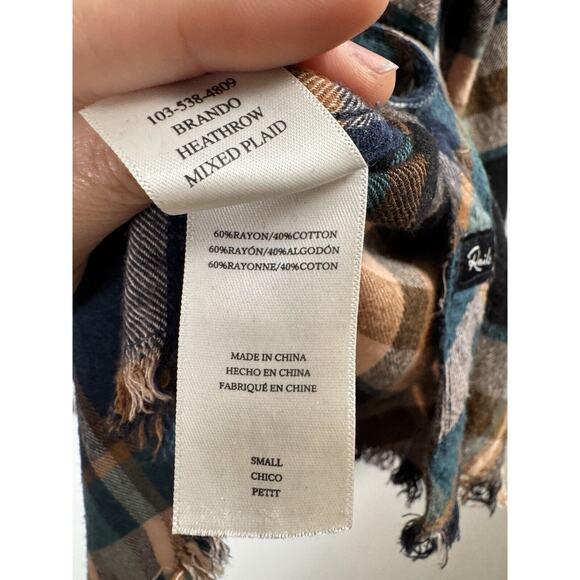 103-538-4809
BRANDO
HEATHROW
MIXED PLAID
60%RAYON/40%COTTON
60%RAYÓN/40%ALGODÓN
60%RAYONNE/40%COTON
MADE IN CHINA
HECHO EN CHINA
FABRIQUÉ EN CHINE
SMALL
CHICO
PETIT
Rails